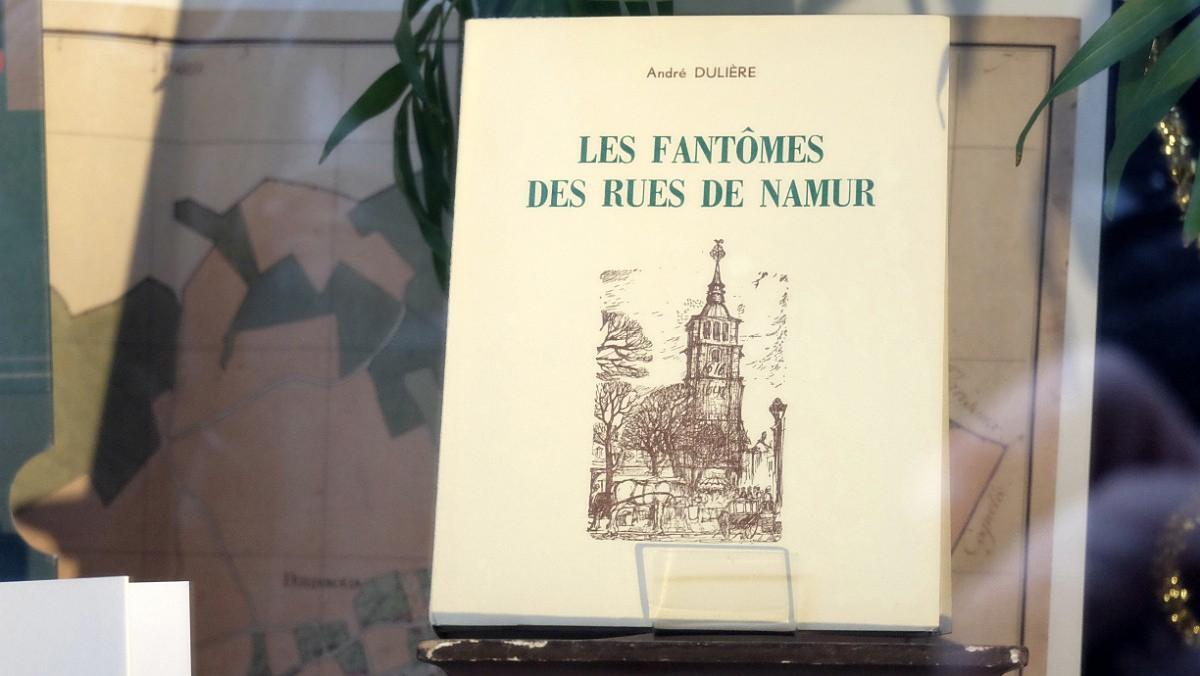 André DULIÈRE
LES FANTÔMES
DES RUES DE NAMUR